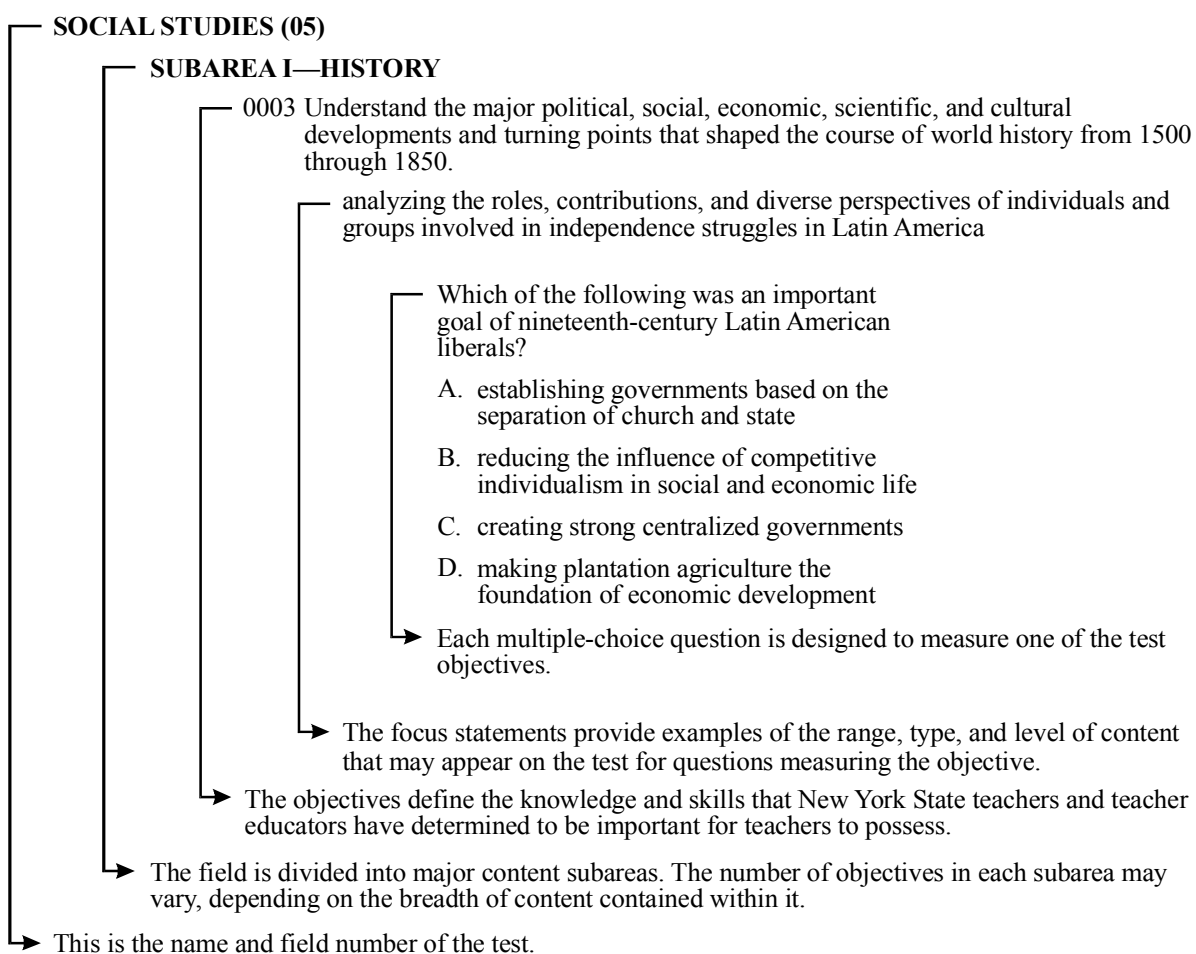 SOCIAL STUDIES (05)
SUBAREA I—HISTORY
0003 Understand the major political, social, economic, scientific, and cultural
developments and turning points that shaped the course of world history from 1500
through 1850.
analyzing the roles, contributions, and diverse perspectives of individuals and
groups involved in independence struggles in Latin America
Which of the following was an important
goal of nineteenth-century Latin American
liberals?
A. establishing governments based on the
separation of church and state
B. reducing the influence of competitive
individualism in social and economic life
C. creating strong centralized governments
D. making plantation agriculture the
foundation of economic development
Each multiple-choice question is designed to measure one of the test
objectives.
The focus statements provide examples of the range, type, and level of content
that may appear on the test for questions measuring the objective.
The objectives define the knowledge and skills that New York State teachers and teacher
educators have determined to be important for teachers to possess.
The field is divided into major content subareas. The number of objectives in each subarea may
vary, depending on the breadth of content contained within it.
This is the name and field number of the test.